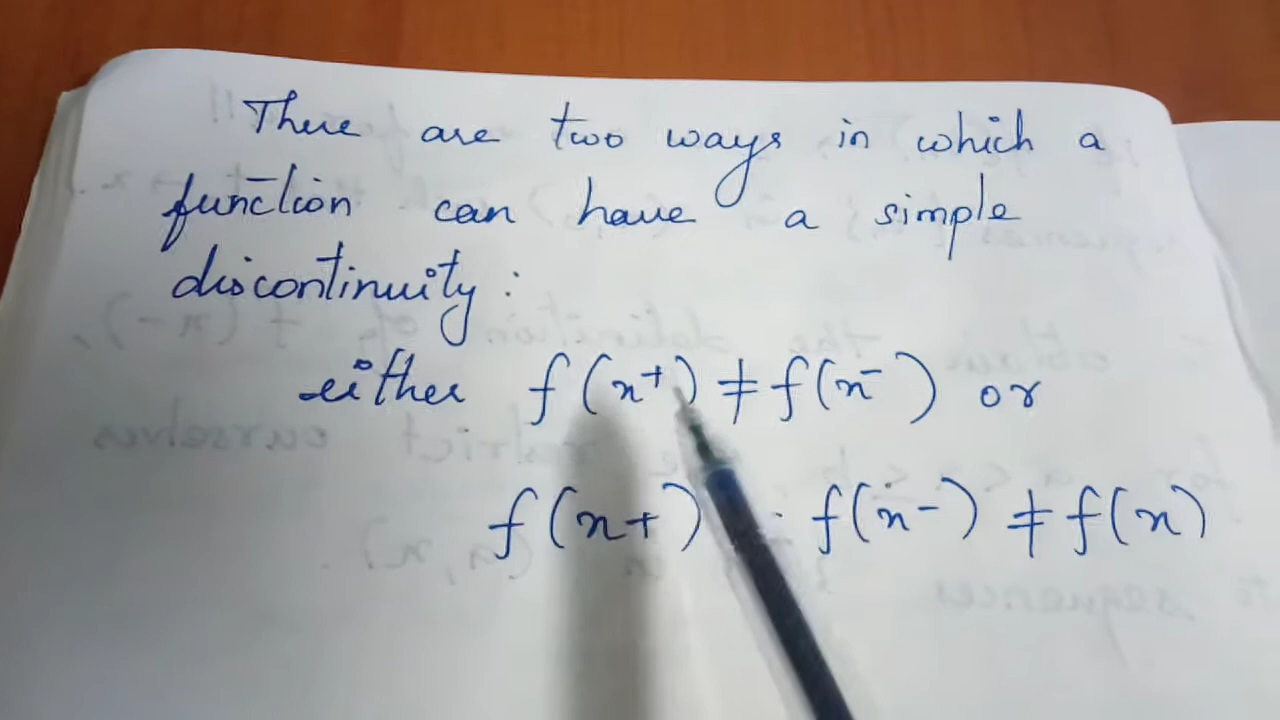 There are two ways in which a
function can have a simple
discontinuity :
either f(x+) ≠ f(x-) or
f(x+) f(x-) ≠ f(x)